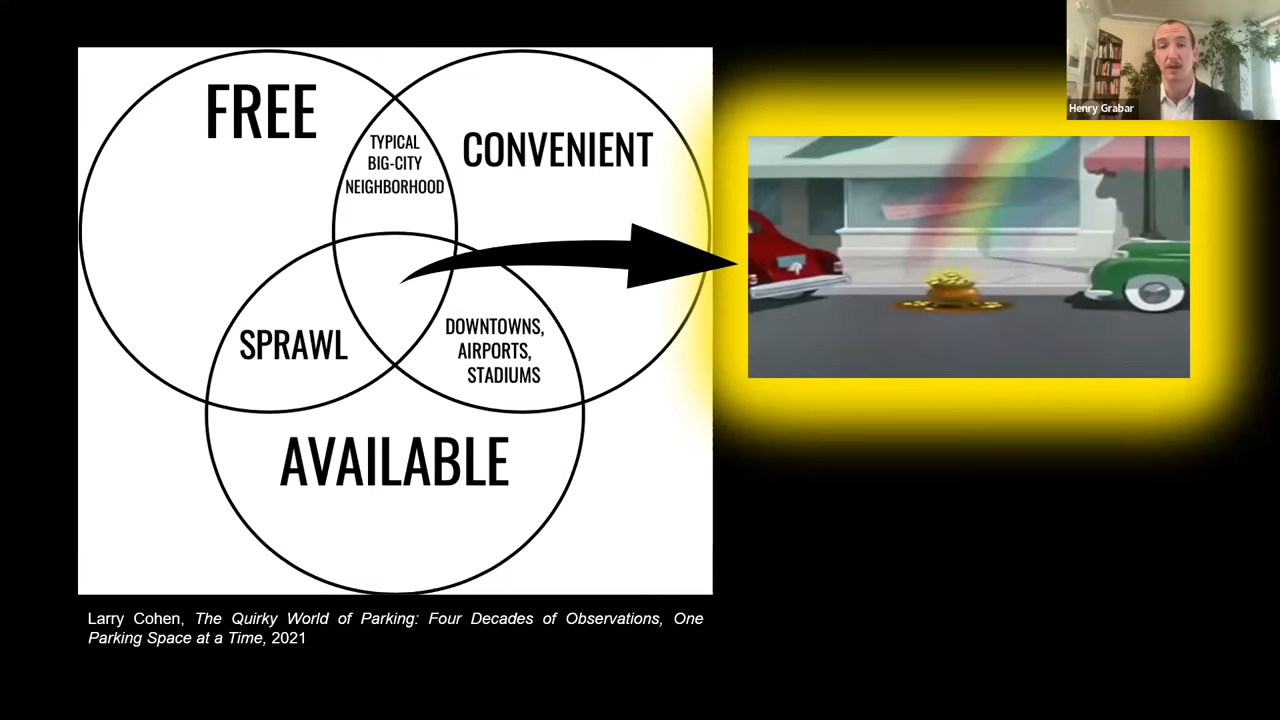 FREE
CONVENIENT
TYPICAL
BIG-CITY
NEIGHBORHOOD
SPRAWL
DOWNTOWNS,
AIRPORTS,
STADIUMS
AVAILABLE
Larry Cohen, The Quirky World of Parking: Four Decades of Observations, One
Parking Space at a Time, 2021
Henry Grabar